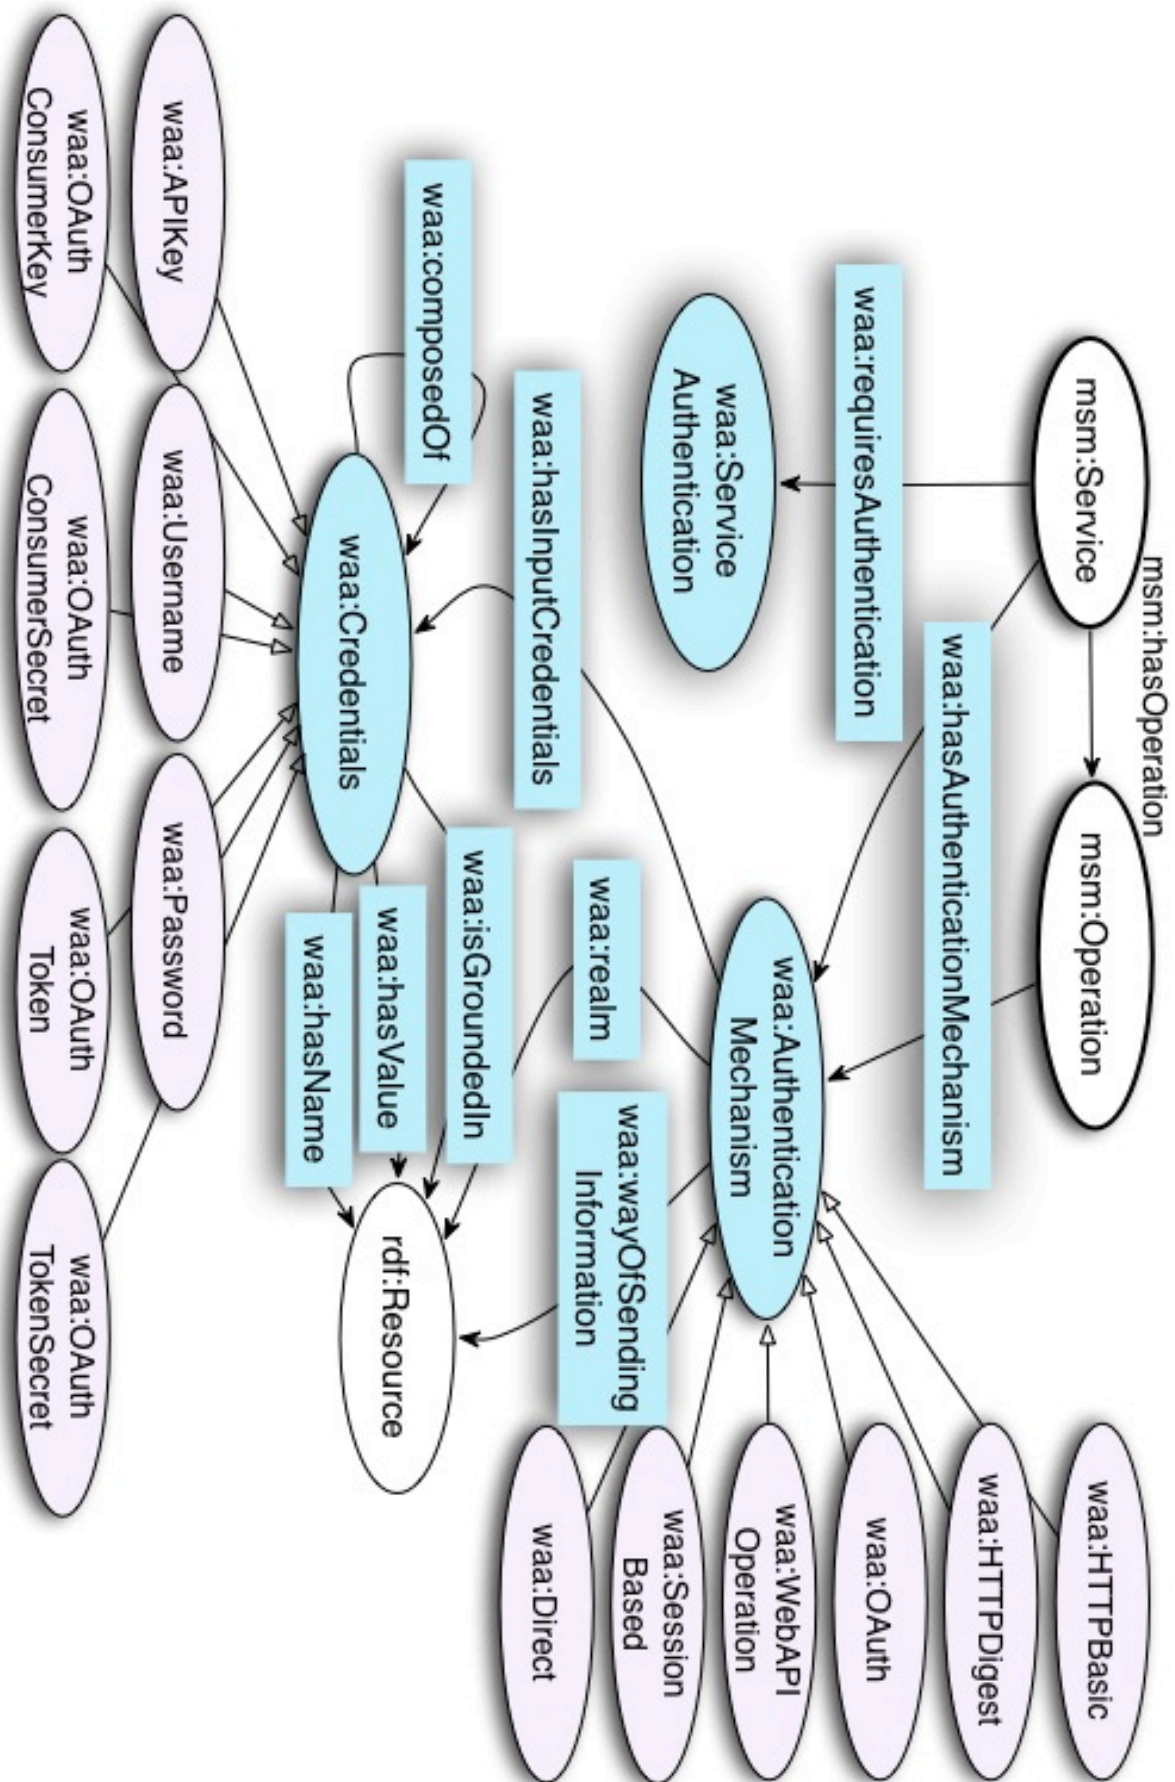 msm:hasOperation
msm:Service
msm:Operation
waa:HTTPBasic
waa:hasAuthenticationMechanism
waa:HTTPDigest
waa:requiresAuthentication
waa:OAuth
waa:Service
Authentication
waa:Authentication
Mechanism
waa:WebAPI
Operation
waa:Session
Based
waa:realm
waa:wayOfSending
Information
waa:Direct
waa:hasInputCredentials
waa:composedOf
waa:isGroundedIn
waa:hasValue
waa:hasName
rdf:Resource
waa:Credentials
waa:APIKey
waa:Username
waa:Password
waa:OAuth
ConsumerKey
waa:OAuth
ConsumerSecret
waa:OAuth
Token
waa:OAuth
TokenSecret